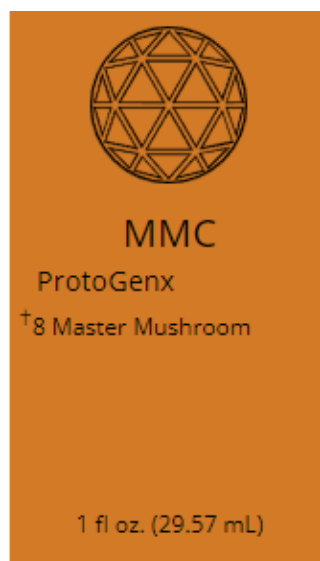 MMC
ProtoGenx
†8 Master Mushroom
1 fl oz. (29.57 mL)